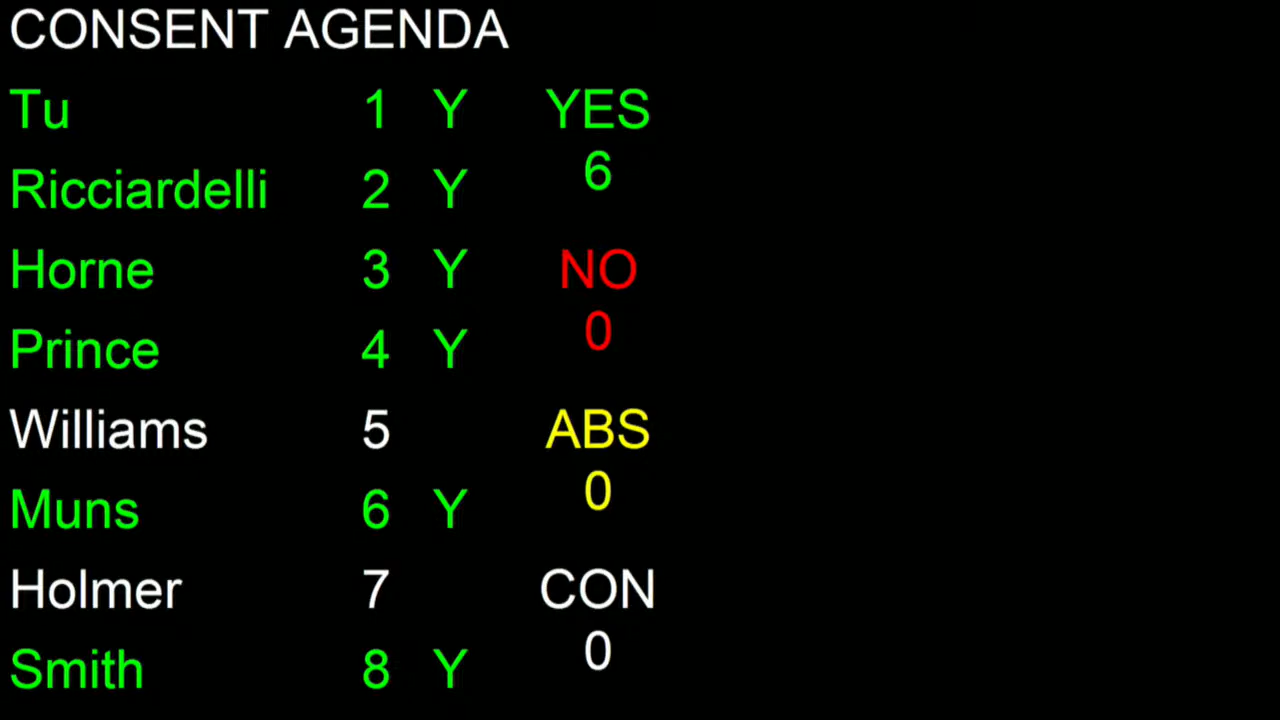 CONSENT AGENDA
Tu 1 Y YES
6
Ricciardelli 2 Y
Horne 3 Y NO
0
Prince 4 Y
Williams 5 ABS
0
Muns 6 Y
Holmer 7 CON
0
Smith 8 Y